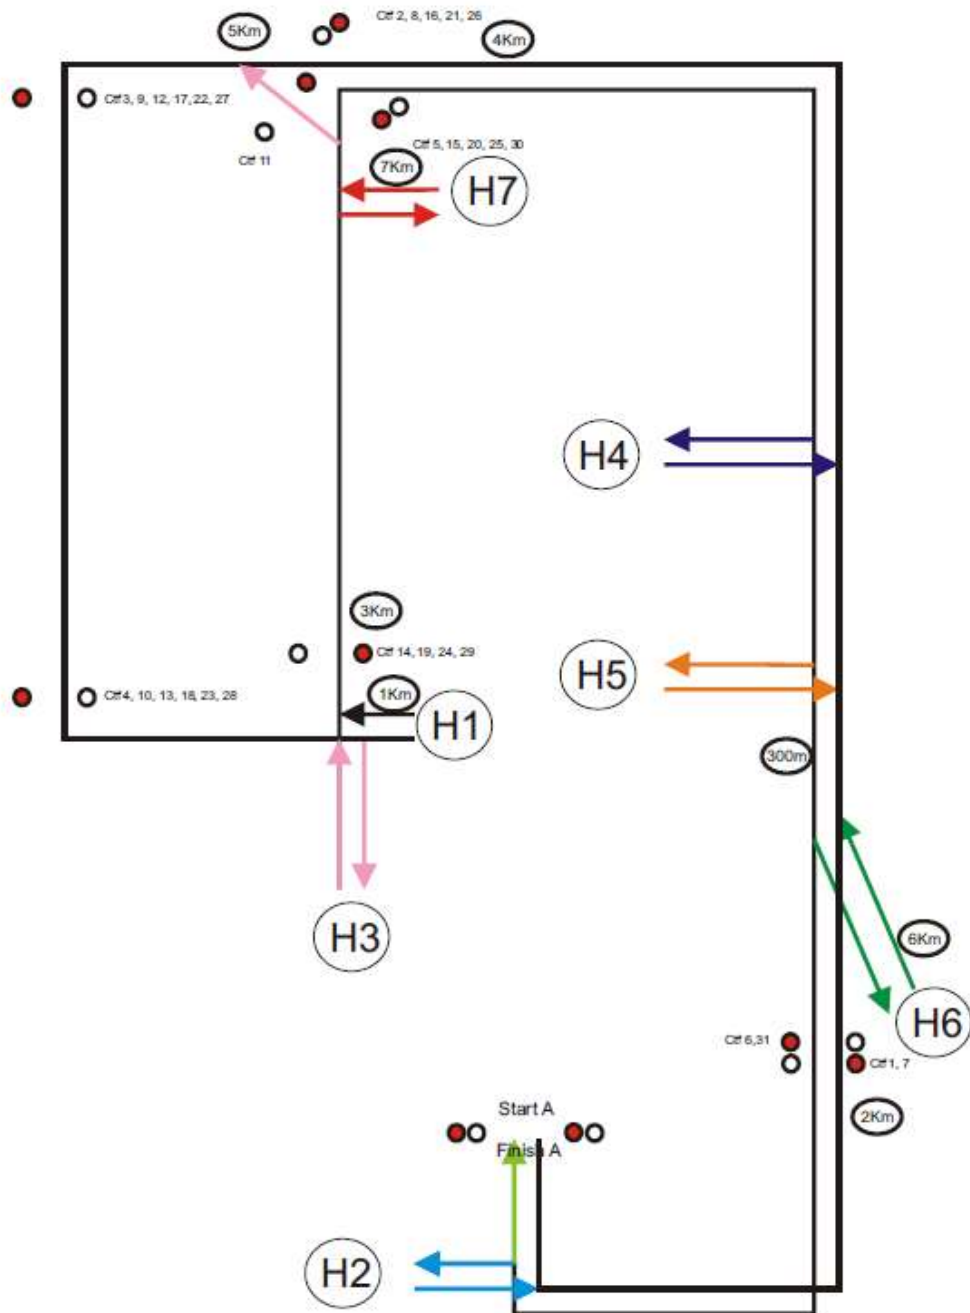 Ctf 2, 8, 16, 21, 26
5Km
4Km
Ctf 3, 9, 12, 17, 22, 27
Ctf 11
Ctf 5, 15, 20, 25, 30
7Km
H7
H4
3Km
Ctf 14, 19, 24, 29
H5
Ctf 4, 10, 13, 18, 23, 28
1Km
H1
300m
H3
6Km
H6
Ctf 6,31
Ctf 1, 7
Start A
2Km
Finish A
H2